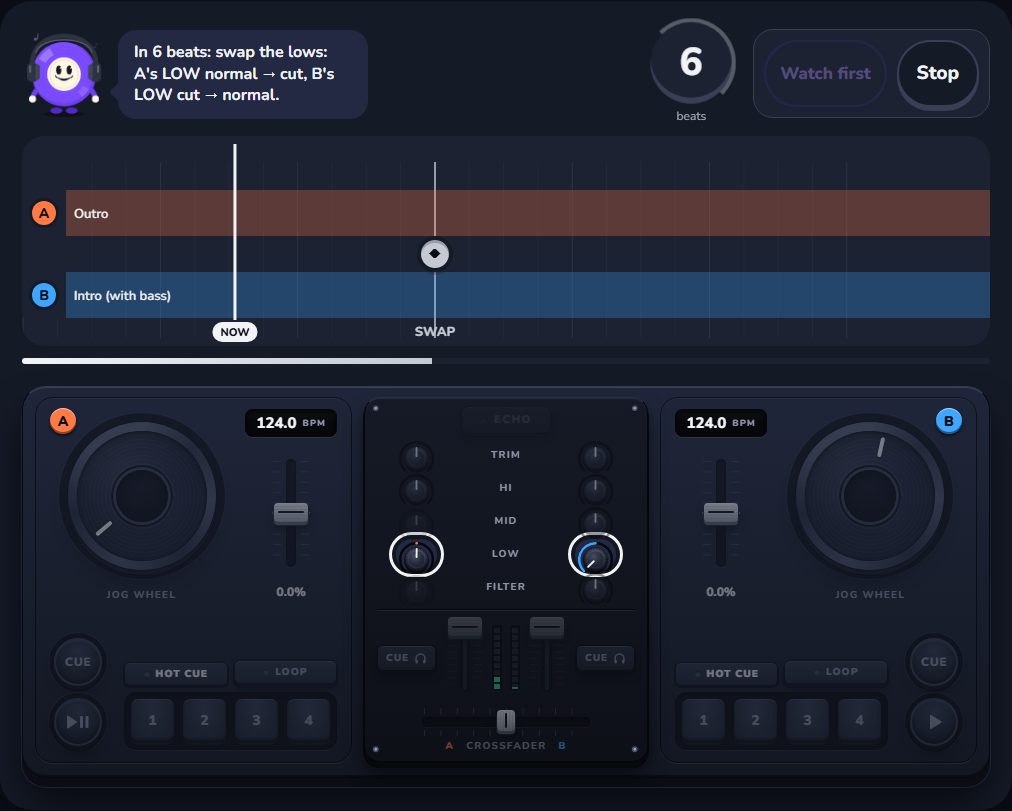 In 6 beats: swap the lows:
A's LOW normal → cut, B's
LOW cut → normal.
6
beats
Watch first
Stop
A
Outro
B
Intro (with bass)
NOW
SWAP
A
124.0 BPM
ECHO
124.0 BPM
B
TRIM
HI
MID
LOW
FILTER
JOG WHEEL
0.0%
0.0%
JOG WHEEL
CUE
HOT CUE
LOOP
CUE
CUE
HOT CUE
LOOP
CUE
1
2
3
4
1
2
3
4
A CROSSFADER B